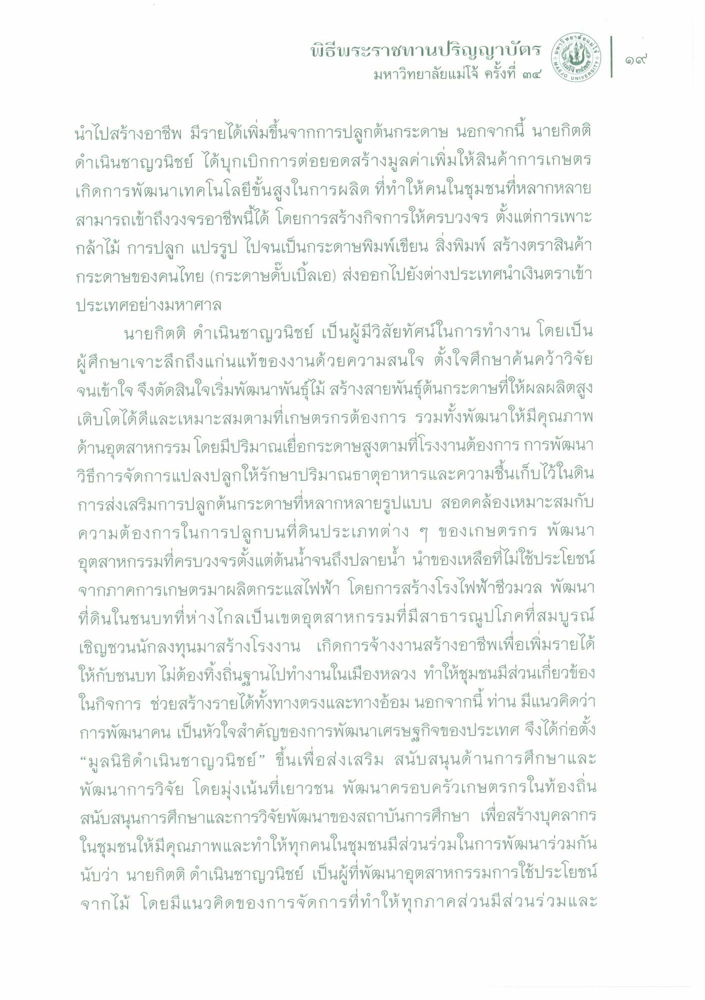 พิธีพระราชทานปริญญาบัตร
มหาวิทยาลัยแม่โจ้ ครั้งที่ ๓๔
มหาวิทยาลัยแม่โจ้
แม่โจ้ ๒๔๗๗
MAEJO UNIVERSITY
๑๙
นำไปสร้างอาชีพ มีรายได้เพิ่มขึ้นจากการปลูกต้นกระดาษ นอกจากนี้ นายกิตติ
ดำเนินชาญวนิชย์ ได้บุกเบิกการต่อยอดสร้างมูลค่าเพิ่มให้สินค้าการเกษตร
เกิดการพัฒนาเทคโนโลยีขั้นสูงในการผลิต ที่ทำให้คนในชุมชนที่หลากหลาย
สามารถเข้าถึงวงจรอาชีพนี้ได้ โดยการสร้างกิจการให้ครบวงจร ตั้งแต่การเพาะ
กล้าไม้ การปลูก แปรรูป ไปจนเป็นกระดาษพิมพ์เขียน สิ่งพิมพ์ สร้างตราสินค้า
กระดาษของคนไทย (กระดาษดั๊บเบิ้ลเอ) ส่งออกไปยังต่างประเทศนำเงินตราเข้า
ประเทศอย่างมหาศาล
นายกิตติ ดำเนินชาญวนิชย์ เป็นผู้มีวิสัยทัศน์ในการทำงาน โดยเป็น
ผู้ศึกษาเจาะลึกถึงแก่นแท้ของงานด้วยความสนใจ ตั้งใจศึกษาค้นคว้าวิจัย
จนเข้าใจ จึงตัดสินใจเริ่มพัฒนาพันธุ์ไม้ สร้างสายพันธุ์ต้นกระดาษที่ให้ผลผลิตสูง
เติบโตได้ดีและเหมาะสมตามที่เกษตรกรต้องการ รวมทั้งพัฒนาให้มีคุณภาพ
ด้านอุตสาหกรรม โดยมีปริมาณเยื่อกระดาษสูงตามที่โรงงานต้องการ การพัฒนา
วิธีการจัดการแปลงปลูกให้รักษาปริมาณธาตุอาหารและความชื้นเก็บไว้ในดิน
การส่งเสริมการปลูกต้นกระดาษที่หลากหลายรูปแบบ สอดคล้องเหมาะสมกับ
ความต้องการในการปลูกบนที่ดินประเภทต่าง ๆ ของเกษตรกร พัฒนา
อุตสาหกรรมที่ครบวงจรตั้งแต่ต้นน้ำจนถึงปลายน้ำ นำของเหลือที่ไม่ใช้ประโยชน์
จากภาคการเกษตรมาผลิตกระแสไฟฟ้า โดยการสร้างโรงไฟฟ้าชีวมวล พัฒนา
ที่ดินในชนบทที่ห่างไกลเป็นเขตอุตสาหกรรมที่มีสาธารณูปโภคที่สมบูรณ์
เชิญชวนนักลงทุนมาสร้างโรงงาน เกิดการจ้างงานสร้างอาชีพเพื่อเพิ่มรายได้
ให้กับชนบท ไม่ต้องทิ้งถิ่นฐานไปทำงานในเมืองหลวง ทำให้ชุมชนมีส่วนเกี่ยวข้อง
ในกิจการ ช่วยสร้างรายได้ทั้งทางตรงและทางอ้อม นอกจากนี้ ท่าน มีแนวคิดว่า
การพัฒนาคน เป็นหัวใจสำคัญของการพัฒนาเศรษฐกิจของประเทศ จึงได้ก่อตั้ง
“มูลนิธิดำเนินชาญวนิชย์” ขึ้นเพื่อส่งเสริม สนับสนุนด้านการศึกษาและ
พัฒนาการวิจัย โดยมุ่งเน้นที่เยาวชน พัฒนาครอบครัวเกษตรกรในท้องถิ่น
สนับสนุนการศึกษาและการวิจัยพัฒนาของสถาบันการศึกษา เพื่อสร้างบุคลากร
ในชุมชนให้มีคุณภาพและทำให้ทุกคนในชุมชนมีส่วนร่วมในการพัฒนาร่วมกัน
นับว่า นายกิตติ ดำเนินชาญวนิชย์ เป็นผู้ที่พัฒนาอุตสาหกรรมการใช้ประโยชน์
จากไม้ โดยมีแนวคิดของการจัดการที่ทำให้ทุกภาคส่วนมีส่วนร่วมและ